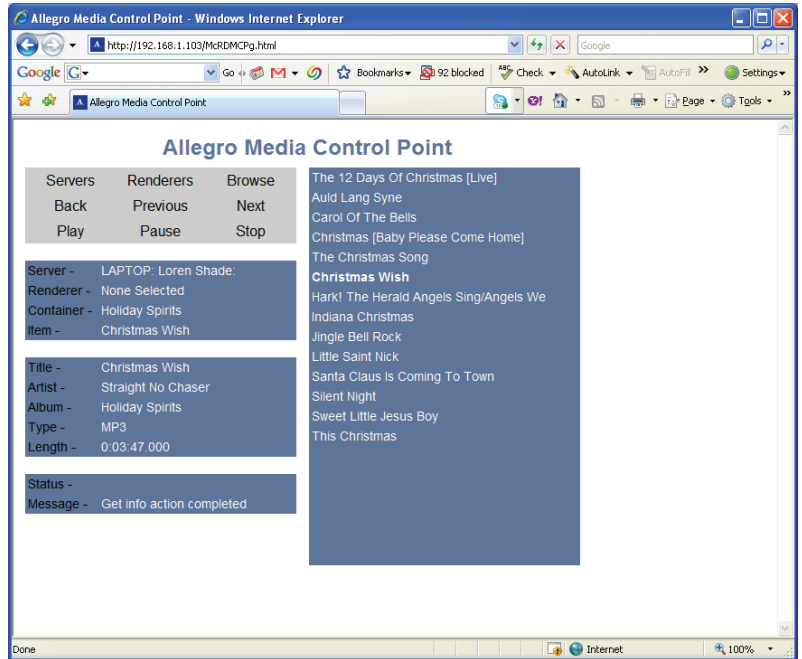 Allegro Media Control Point - Windows Internet Explorer
http://192.168.1.103/McRDMCPg.html
Google
Google G Go M Bookmarks 92 blocked ABC Check AutoLink AutoFill » Settings
Allegro Media Control Point
Page Tools »
Allegro Media Control Point
Servers Renderers Browse
Back Previous Next
Play Pause Stop
Server - LAPTOP: Loren Shade:
Renderer - None Selected
Container - Holiday Spirits
Item - Christmas Wish
Title - Christmas Wish
Artist - Straight No Chaser
Album - Holiday Spirits
Type - MP3
Length - 0:03:47.000
Status -
Message - Get info action completed
The 12 Days Of Christmas [Live]
Auld Lang Syne
Carol Of The Bells
Christmas [Baby Please Come Home]
The Christmas Song
Christmas Wish
Hark! The Herald Angels Sing/Angels We
Indiana Christmas
Jingle Bell Rock
Little Saint Nick
Santa Claus Is Coming To Town
Silent Night
Sweet Little Jesus Boy
This Christmas
Done Internet 100%